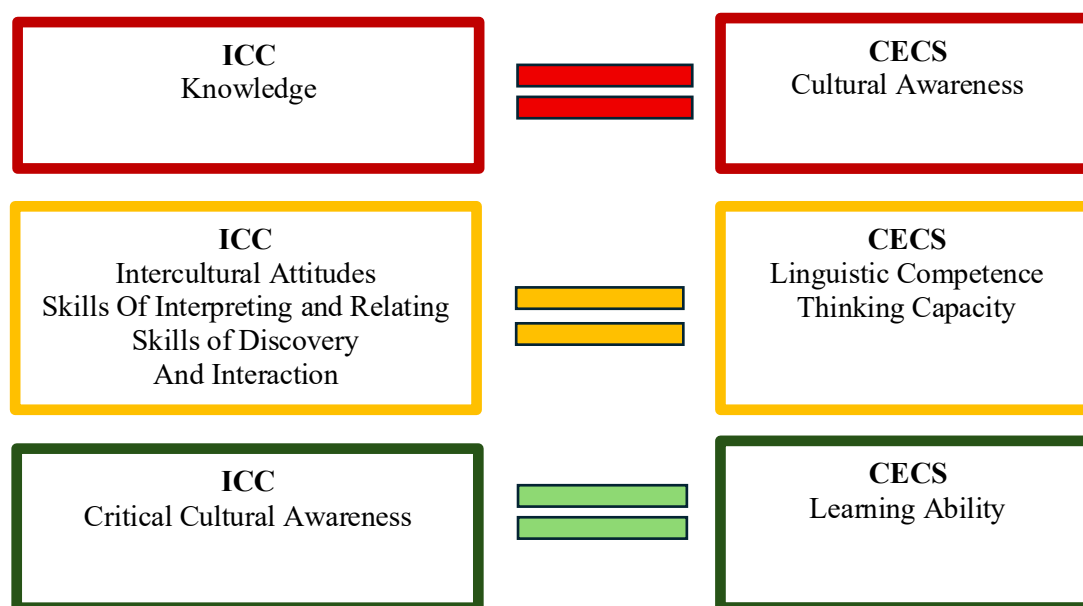 ICC
Knowledge
CECS
Cultural Awareness
ICC
Intercultural Attitudes
Skills Of Interpreting and Relating
Skills of Discovery
And Interaction
CECS
Linguistic Competence
Thinking Capacity
ICC
Critical Cultural Awareness
CECS
Learning Ability